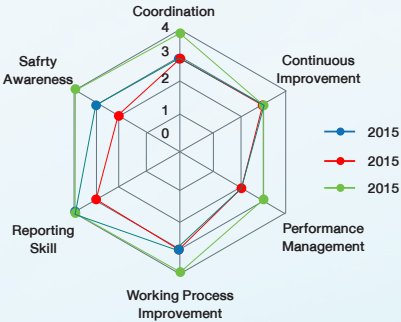 Coordination
4
3
2
1
0
Safrty
Awareness
Continuous
Improvement
2015
2015
2015
Reporting
Skill
Performance
Management
Working Process
Improvement